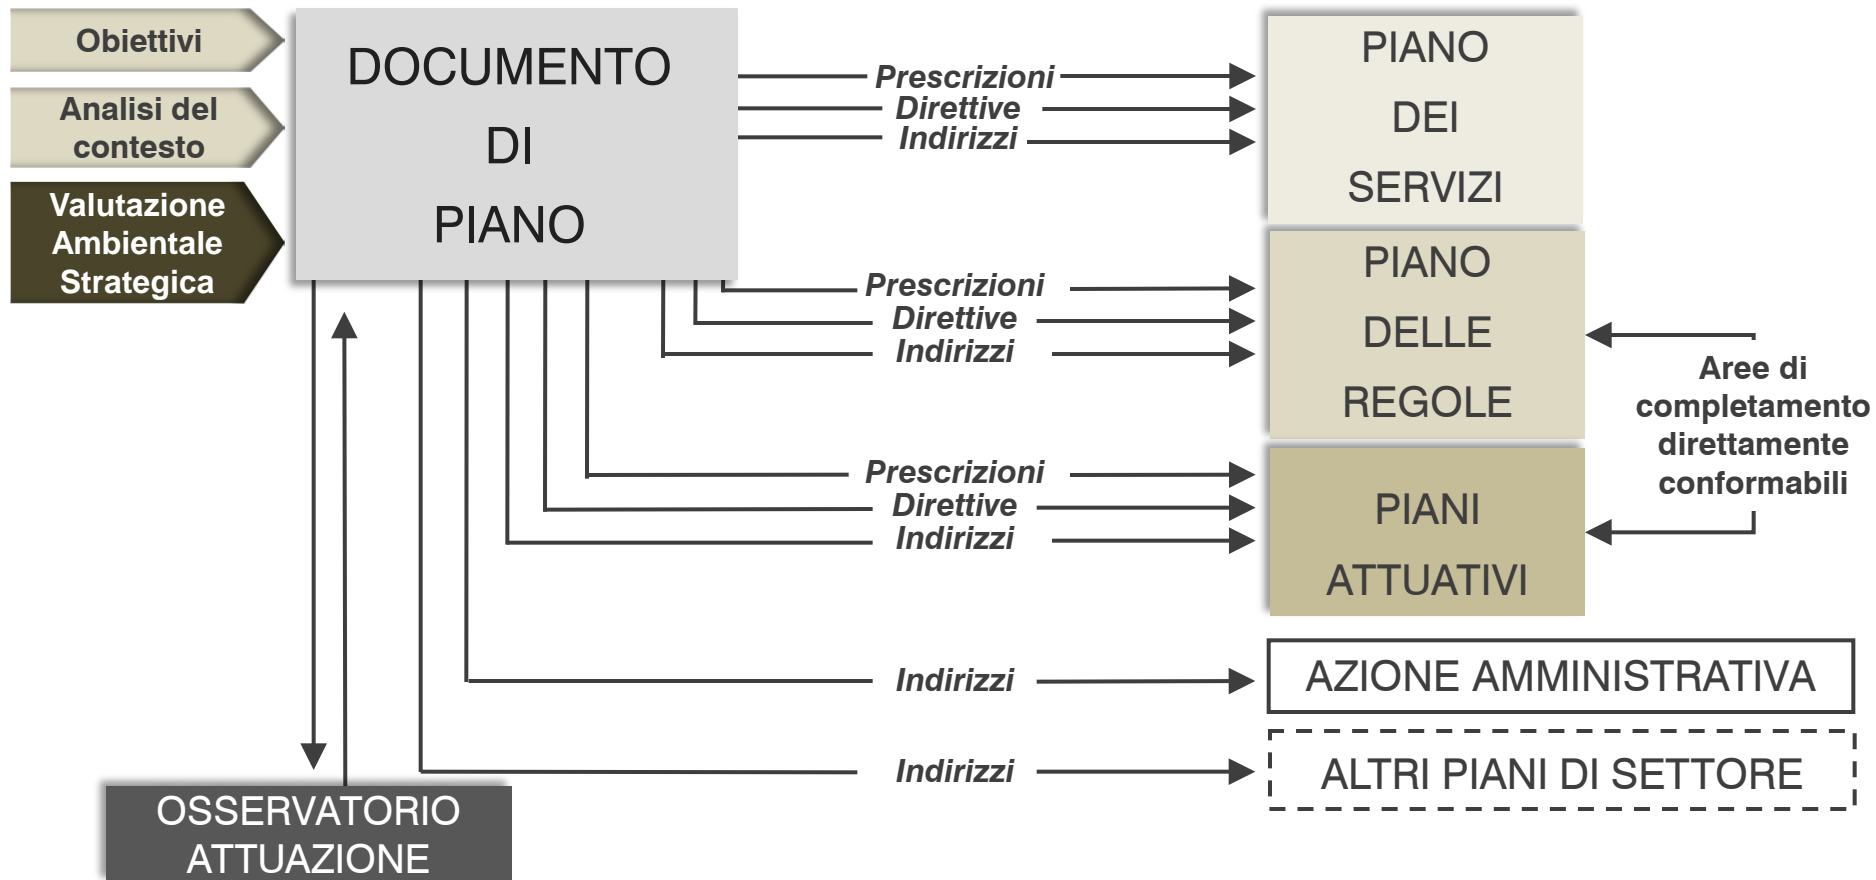 Obiettivi
Analisi del
contesto
Valutazione
Ambientale
Strategica
DOCUMENTO
DI
PIANO
Prescrizioni
Direttive
Indirizzi
PIANO
DEI
SERVIZI
Prescrizioni
Direttive
Indirizzi
PIANO
DELLE
REGOLE
Aree di
completamento
direttamente
conformabili
Prescrizioni
Direttive
Indirizzi
PIANI
ATTUATIVI
Indirizzi
AZIONE AMMINISTRATIVA
Indirizzi
ALTRI PIANI DI SETTORE
OSSERVATORIO
ATTUAZIONE